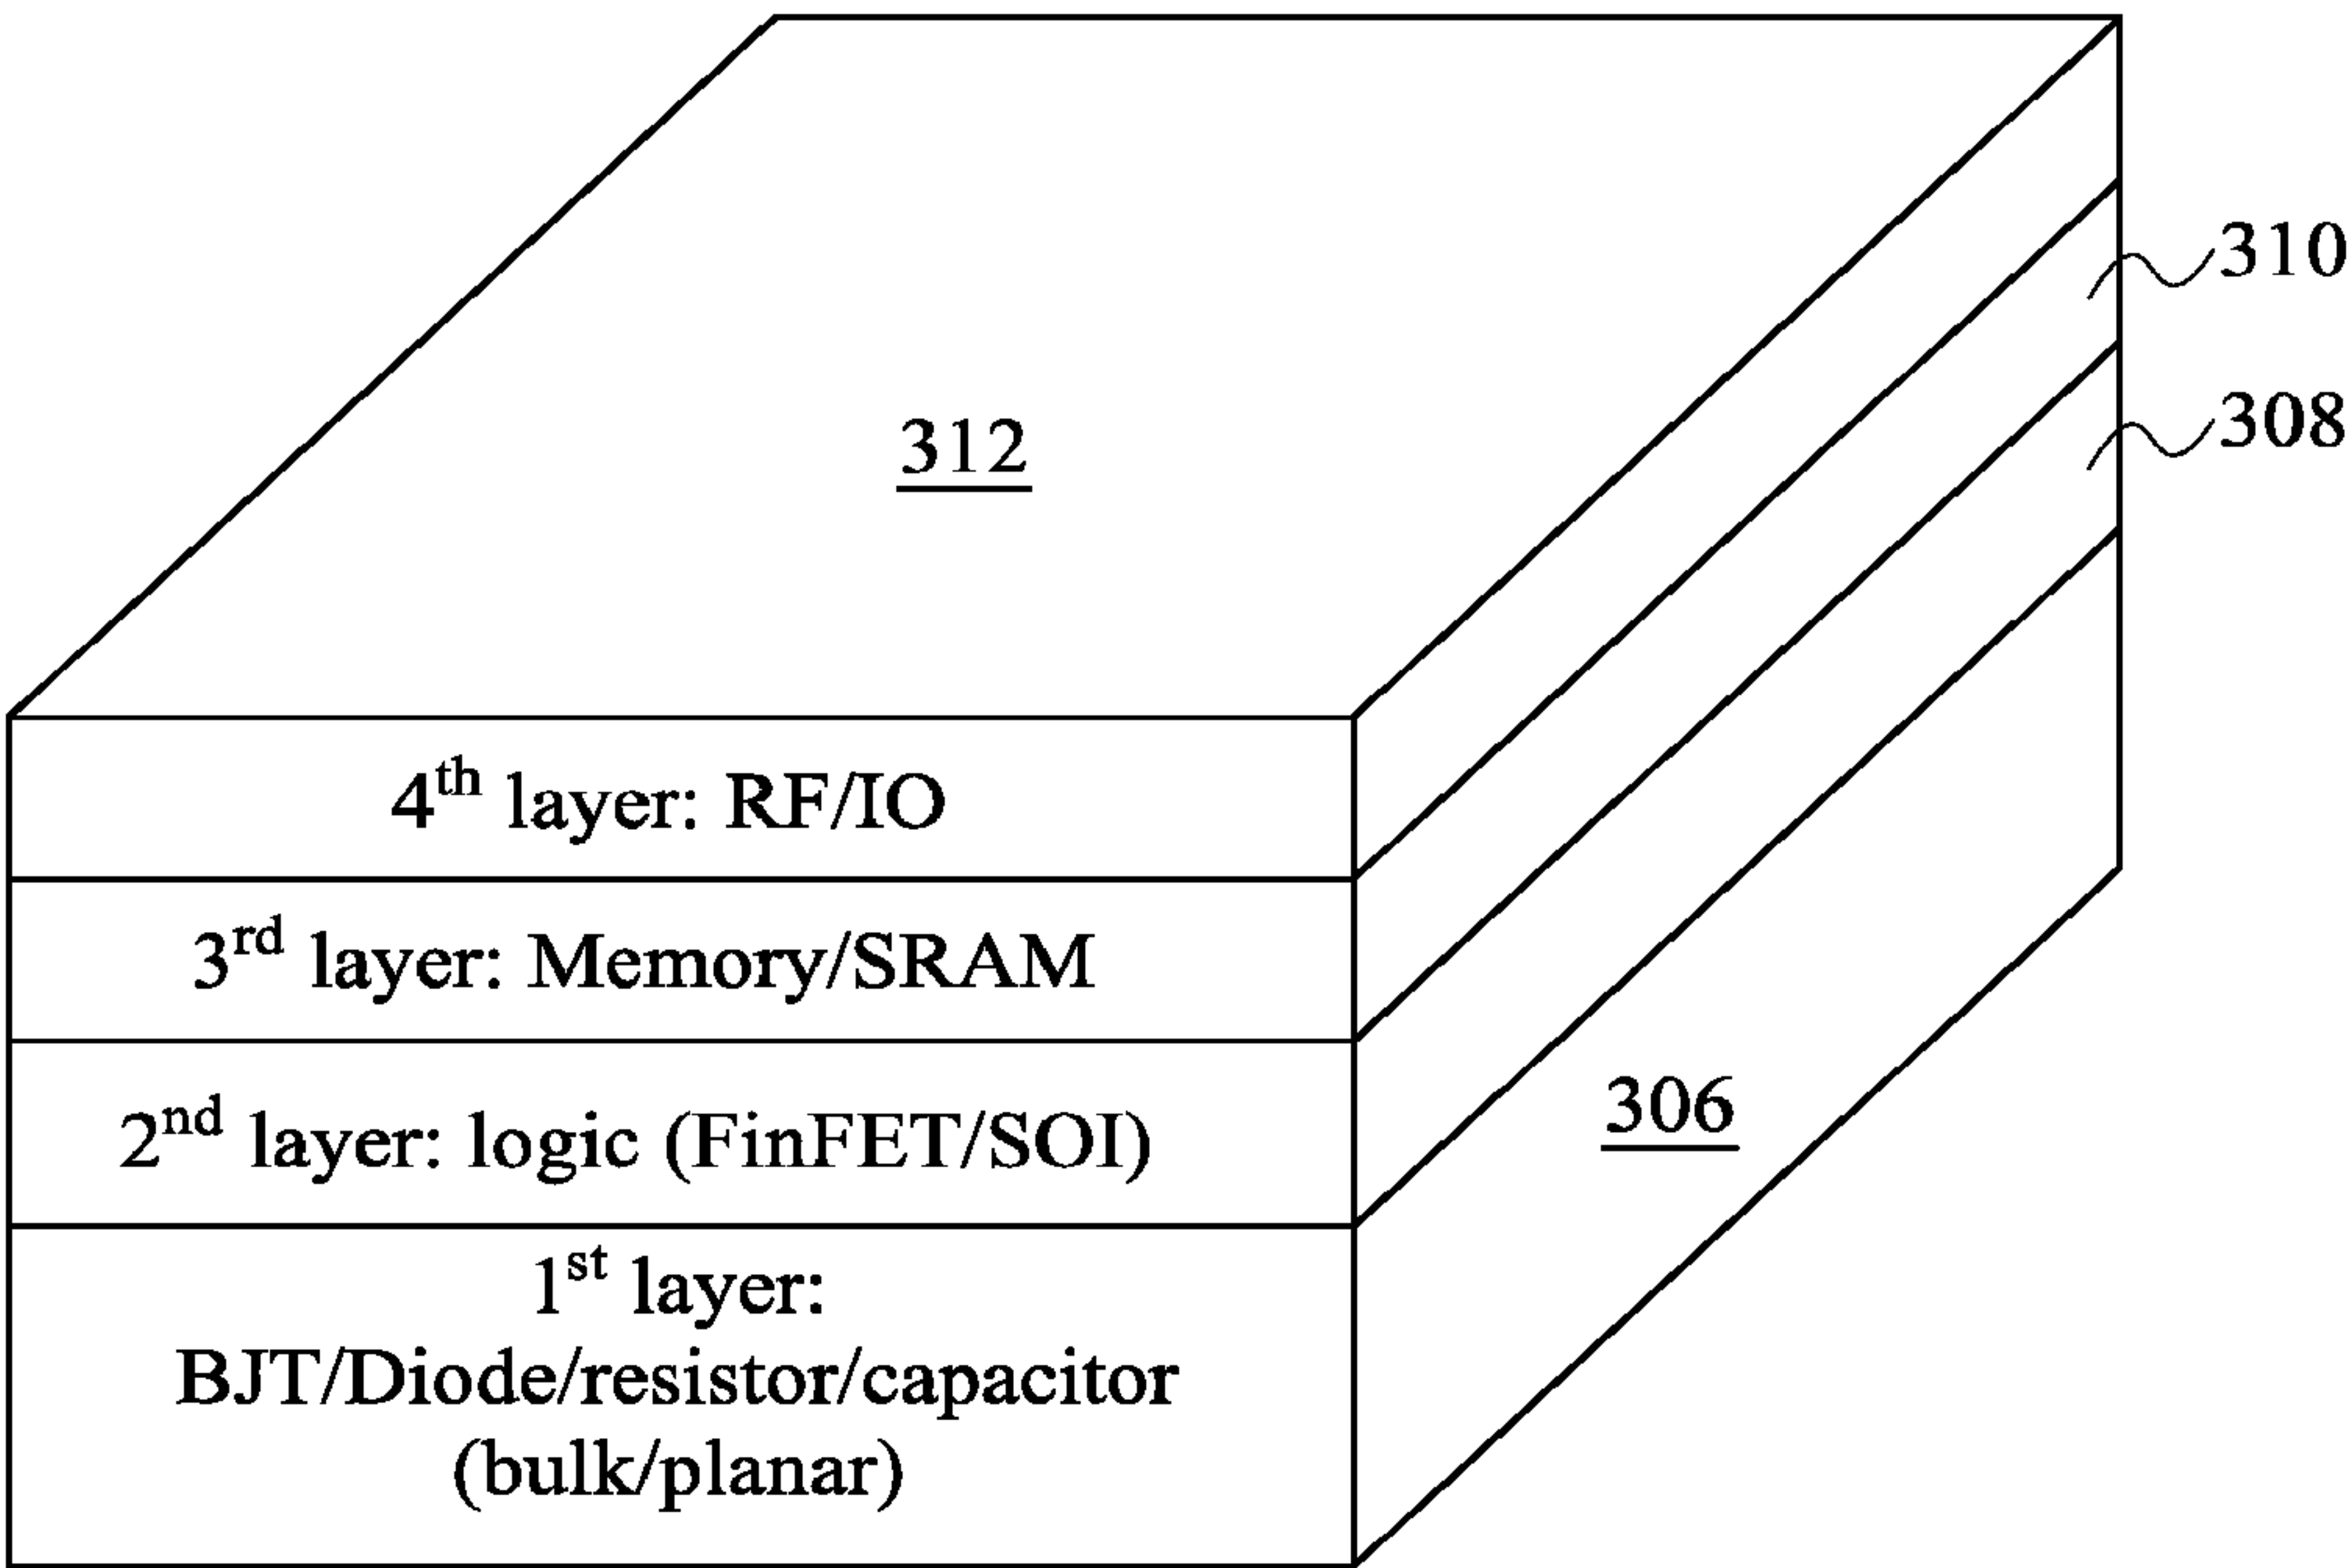 310
308
312
4th layer: RF/IO
3rd layer: Memory/SRAM
2nd layer: logic (FinFET/SOI)
306
1st layer:
BJT/Diode/resistor/capacitor
(bulk/planar)